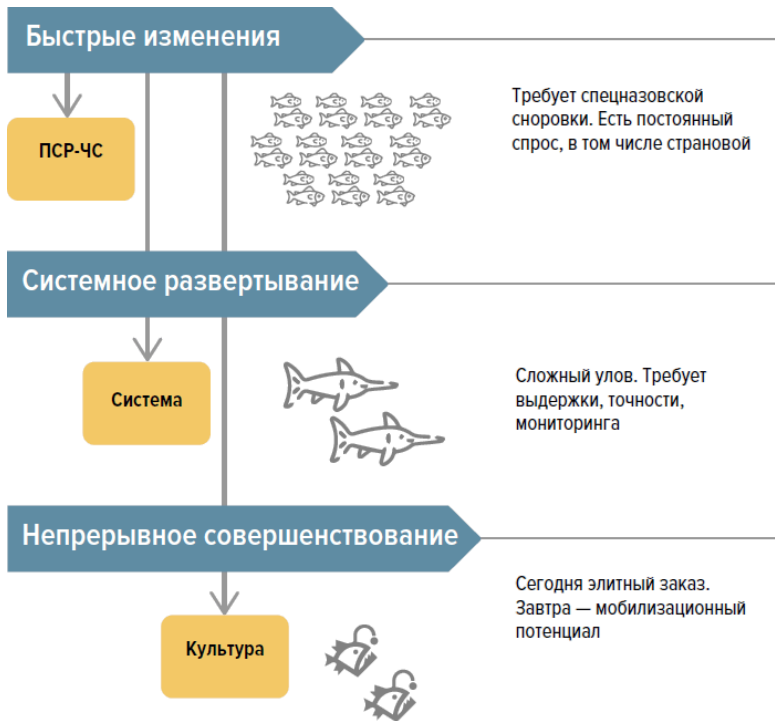 Быстрые изменения
ПСР-ЧС
Требует спецназовской
сноровки. Есть постоянный
спрос, в том числе страновой
Системное развертывание
Система
Сложный улов. Требует
выдержки, точности,
мониторинга
Непрерывное совершенствование
Культура
Сегодня элитный заказ.
Завтра — мобилизационный
потенциал